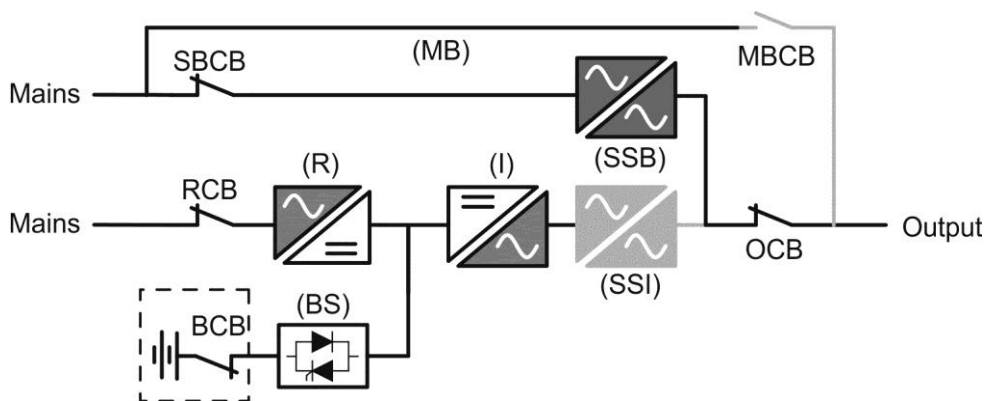 (MB)
MBCB
SBCB
Mains
(SSB)
(R)
(I)
RCB
Mains
Output
OCB
(SSI)
(BS)
BCB